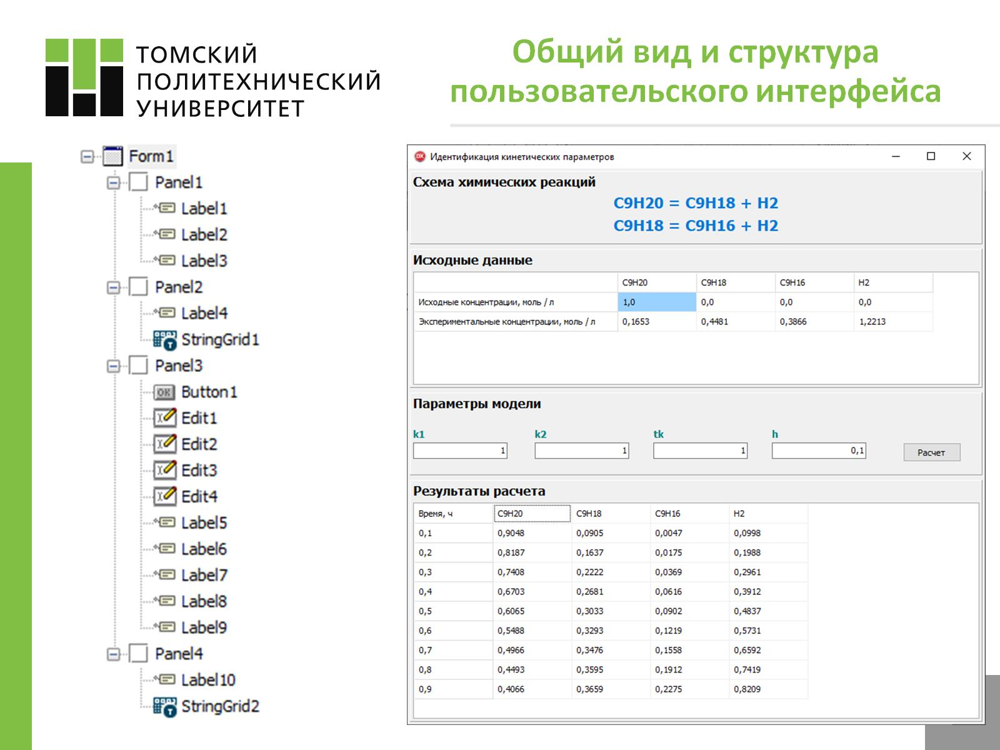 ТОМСКИЙ
ПОЛИТЕХНИЧЕСКИЙ
УНИВЕРСИТЕТ
Общий вид и структура
пользовательского интерфейса
Form1
Panel1
Label1
Label2
Label3
Panel2
Label4
StringGrid1
Panel3
OK Button1
Edit1
Edit2
Edit3
Edit4
Label5
Label6
Label7
Label8
Label9
Panel4
Label10
StringGrid2
DX Идентификация кинетических параметров
Схема химических реакций
C9H20 = C9H18 + H2
C9H18 = C9H16 + H2
Исходные данные
C9H20 C9H18 C9H16 H2
Исходные концентрации, моль / л 1,0 0,0 0,0 0,0
Экспериментальные концентрации, моль / л 0,1653 0,4481 0,3866 1,2213
Параметры модели
k1 k2 tk h
1 1 1 0,1 Расчет
Результаты расчета
Время, ч C9H20 C9H18 C9H16 H2
0,1 0,9048 0,0905 0,0047 0,0998
0,2 0,8187 0,1637 0,0175 0,1988
0,3 0,7408 0,2222 0,0369 0,2961
0,4 0,6703 0,2681 0,0616 0,3912
0,5 0,6065 0,3033 0,0902 0,4837
0,6 0,5488 0,3293 0,1219 0,5731
0,7 0,4966 0,3476 0,1558 0,6592
0,8 0,4493 0,3595 0,1912 0,7419
0,9 0,4066 0,3659 0,2275 0,8209